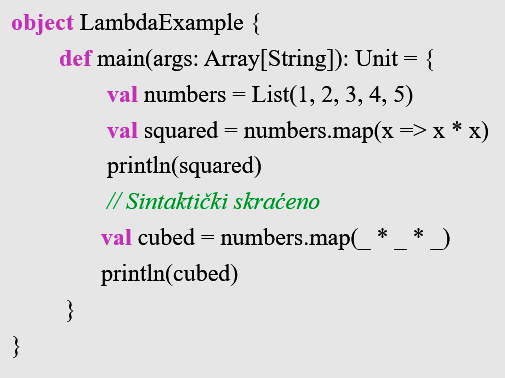 object LambdaExample {
def main(args: Array[String]): Unit = {
val numbers = List(1, 2, 3, 4, 5)
val squared = numbers.map(x => x * x)
println(squared)
// Sintaktički skraćeno
val cubed = numbers.map(_ * _ * _)
println(cubed)
}
}